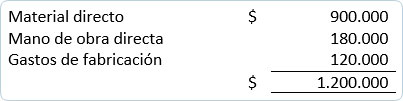 Material directo $ 900.000
Mano de obra directa 180.000
Gastos de fabricación 120.000
$ 1.200.000